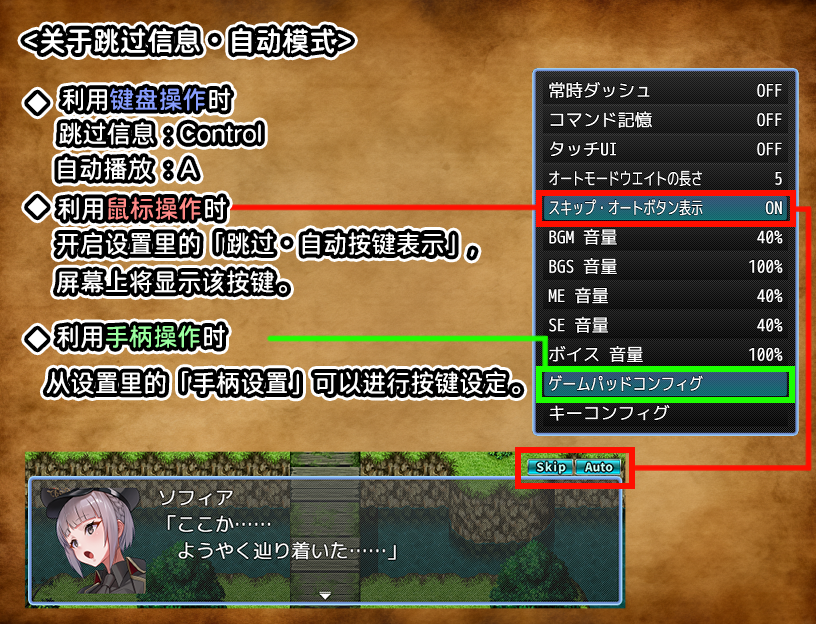 <关于跳过信息·自动模式>
◇利用键盘操作时
跳过信息：Control
自动播放：A
◇利用鼠标操作时
开启设置里的「跳过·自动按键表示」，
屏幕上将显示该按键。
◇利用手柄操作时
从设置里的「手柄设置」可以进行按键设定。
常時ダッシュ OFF
コマンド記憶 OFF
タッチUI OFF
オートモードウエイトの長さ 5
スキップ・オートボタン表示 ON
BGM 音量 40%
BGS 音量 100%
ME 音量 40%
SE 音量 40%
ボイス 音量 100%
ゲームパッドコンフィグ
キーコンフィグ
Skip Auto
ソフィア
「ここか……
ようやく辿り着いた……」